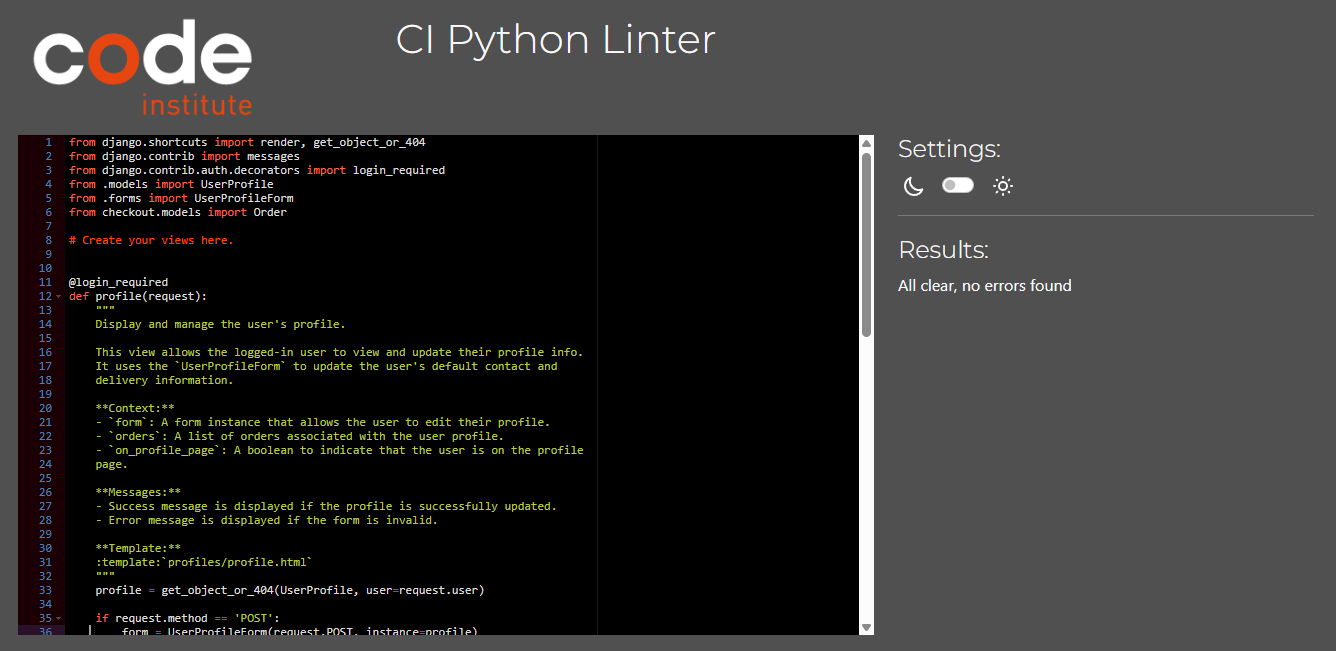 code
institute
CI Python Linter
1 from django.shortcuts import render, get_object_or_404
2 from django.contrib import messages
3 from django.contrib.auth.decorators import login_required
4 from .models import UserProfile
5 from .forms import UserProfileForm
6 from checkout.models import Order
7
8 # Create your views here.
9
10
11 @login_required
12 def profile(request):
13 """
14 Display and manage the user's profile.
15
16 This view allows the logged-in user to view and update their profile info.
17 It uses the `UserProfileForm` to update the user's default contact and
18 delivery information.
19
20 **Context:**
21 - `form`: A form instance that allows the user to edit their profile.
22 - `orders`: A list of orders associated with the user profile.
23 - `on_profile_page`: A boolean to indicate that the user is on the profile
24 page.
25
26 **Messages:**
27 - Success message is displayed if the profile is successfully updated.
28 - Error message is displayed if the form is invalid.
29
30 **Template:**
31 :template:`profiles/profile.html`
32 """
33 profile = get_object_or_404(UserProfile, user=request.user)
34
35 if request.method == 'POST':
36 form = UserProfileForm(request.POST, instance=profile)
Settings:
Results:
All clear, no errors found